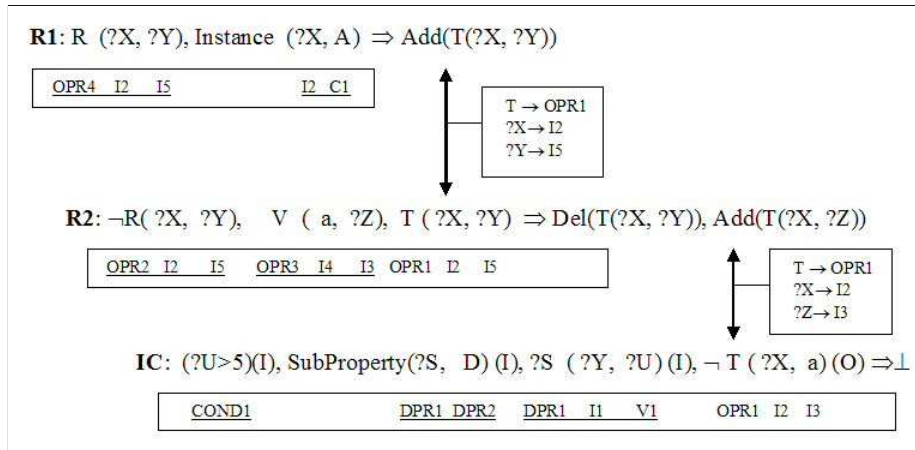 R1: R (?X, ?Y), Instance (?X, A) ⇒ Add(T(?X, ?Y))
OPR4 I2 I5 I2 C1
T → OPR1
?X→ I2
?Y→ I5
R2: ¬R( ?X, ?Y), V ( a, ?Z), T ( ?X, ?Y) ⇒ Del(T(?X, ?Y)), Add(T(?X, ?Z))
OPR2 I2 I5 OPR3 I4 I3 OPR1 I2 I5
T → OPR1
?X→ I2
?Z→ I3
IC: (?U>5)(I), SubProperty(?S, D) (I), ?S ( ?Y, ?U) (I), ¬ T ( ?X, a) (O) ⇒⊥
COND1 DPR1 DPR2 DPR1 I1 V1 OPR1 I2 I3